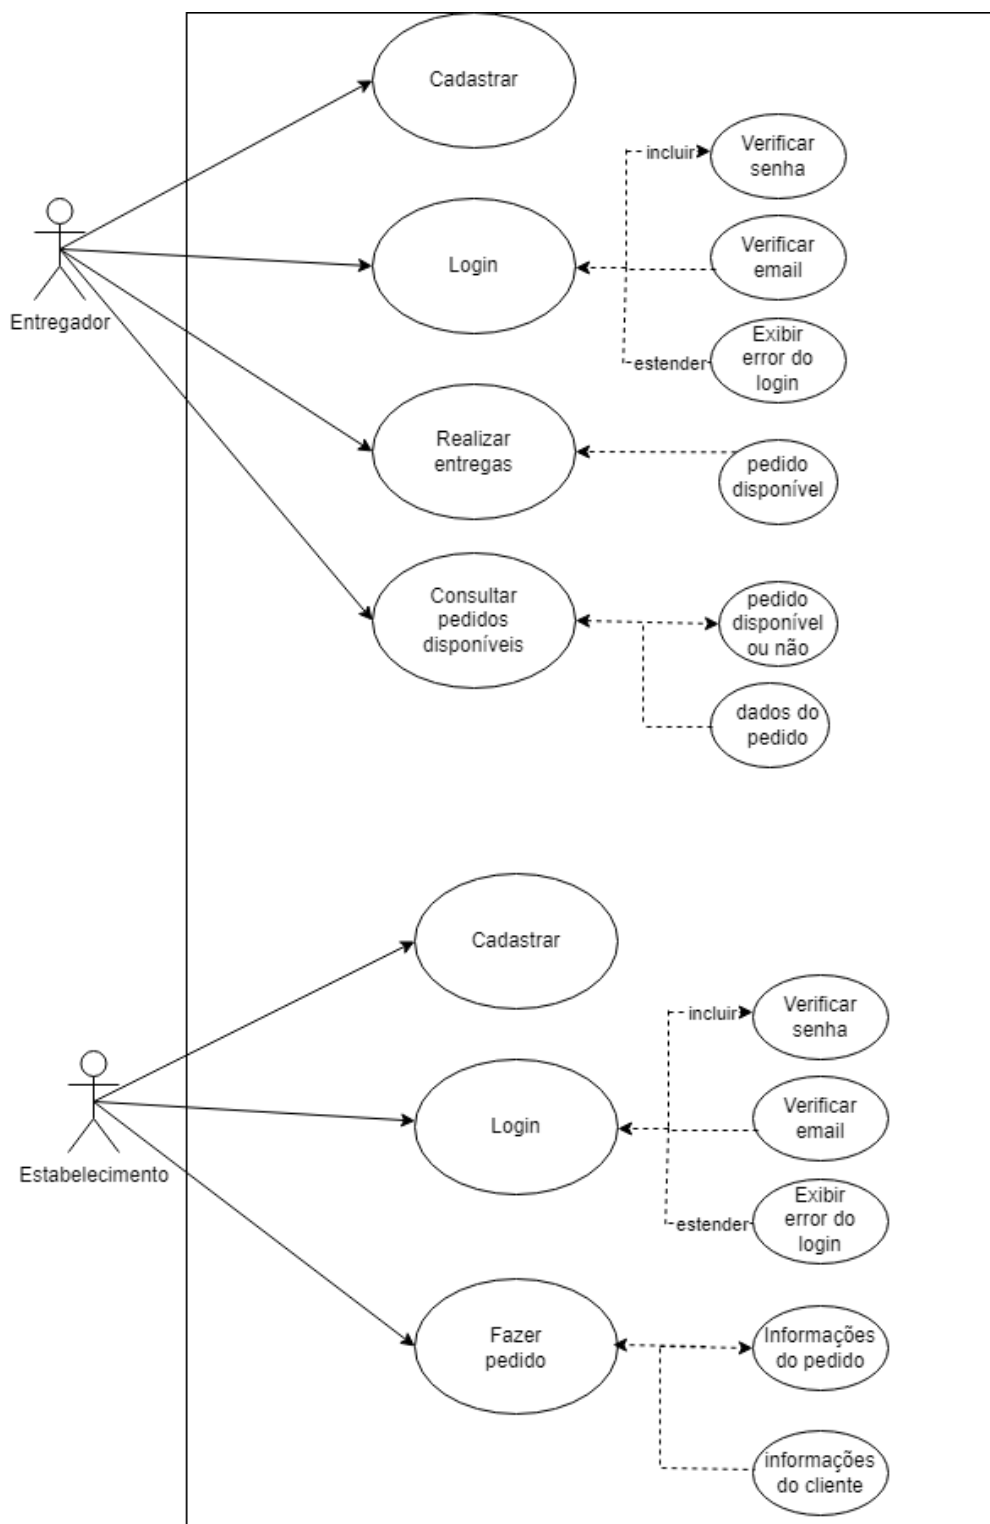 Cadastrar
incluir
Verificar
senha
Login
Verificar
email
Entregador
estender
Exibir
error do
login
Realizar
entregas
pedido
disponível
Consultar
pedidos
disponíveis
pedido
disponível
ou não
dados do
pedido
Cadastrar
incluir
Verificar
senha
Login
Verificar
email
Estabelecimento
estender
Exibir
error do
login
Fazer
pedido
Informações
do pedido
informações
do cliente